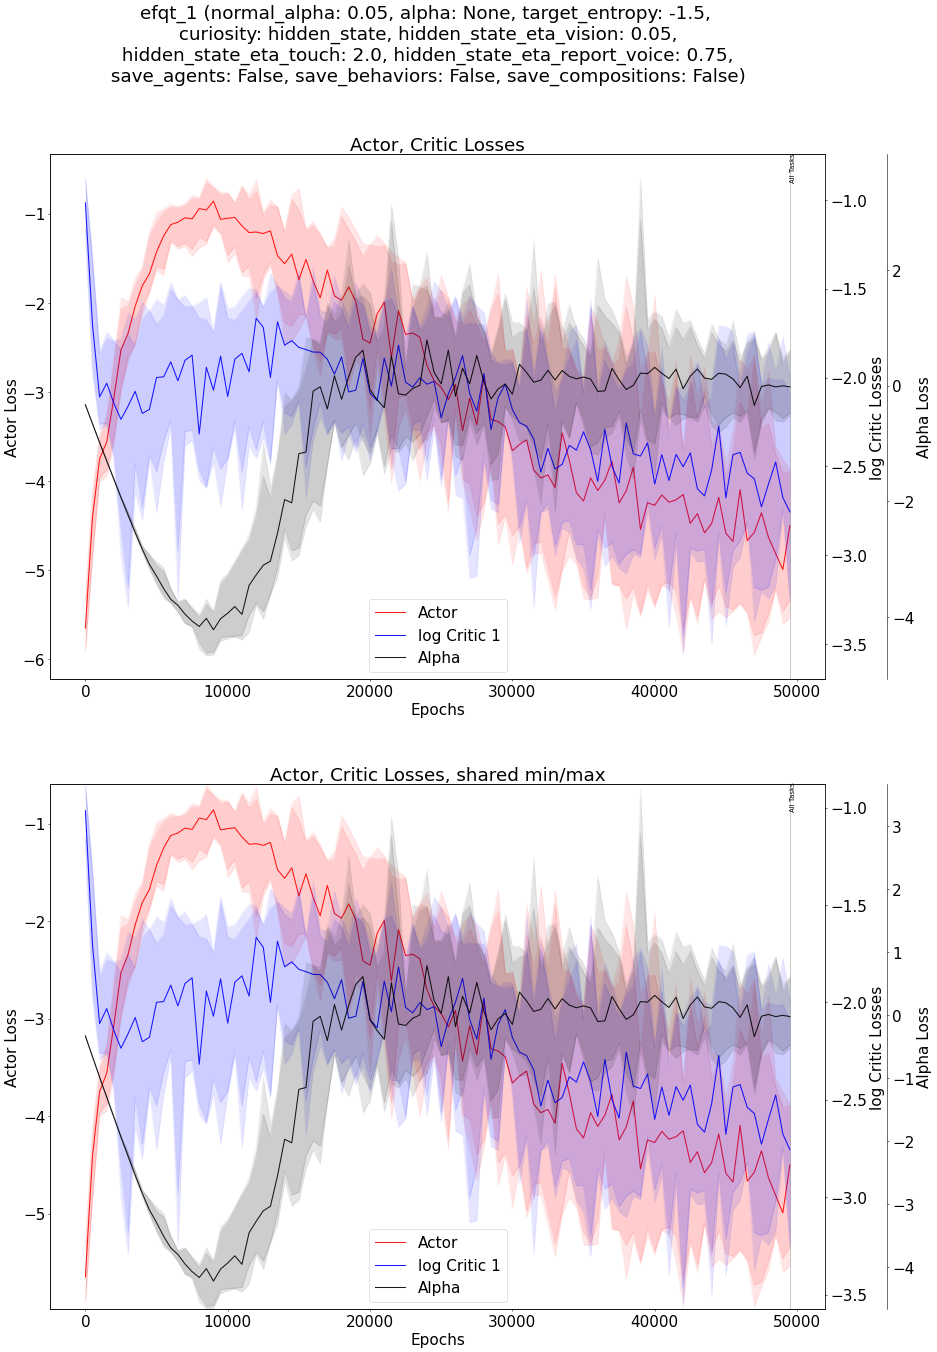 efqt_1 (normal_alpha: 0.05, alpha: None, target_entropy: -1.5,
curiosity: hidden_state, hidden_state_eta_vision: 0.05,
hidden_state_eta_touch: 2.0, hidden_state_eta_report_voice: 0.75,
save_agents: False, save_behaviors: False, save_compositions: False)
Actor, Critic Losses
All Tasks
−1
−2
−3
−4
−5
−6
Actor Loss
−1.0
−1.5
−2.0
−2.5
−3.0
−3.5
log Critic Losses
2
0
−2
−4
Alpha Loss
Actor
log Critic 1
Alpha
0 10000 20000 30000 40000 50000
Epochs
Actor, Critic Losses, shared min/max
All Tasks
−1
−2
−3
−4
−5
Actor Loss
−1.0
−1.5
−2.0
−2.5
−3.0
−3.5
log Critic Losses
3
2
1
0
−1
−2
−3
−4
Alpha Loss
Actor
log Critic 1
Alpha
0 10000 20000 30000 40000 50000
Epochs